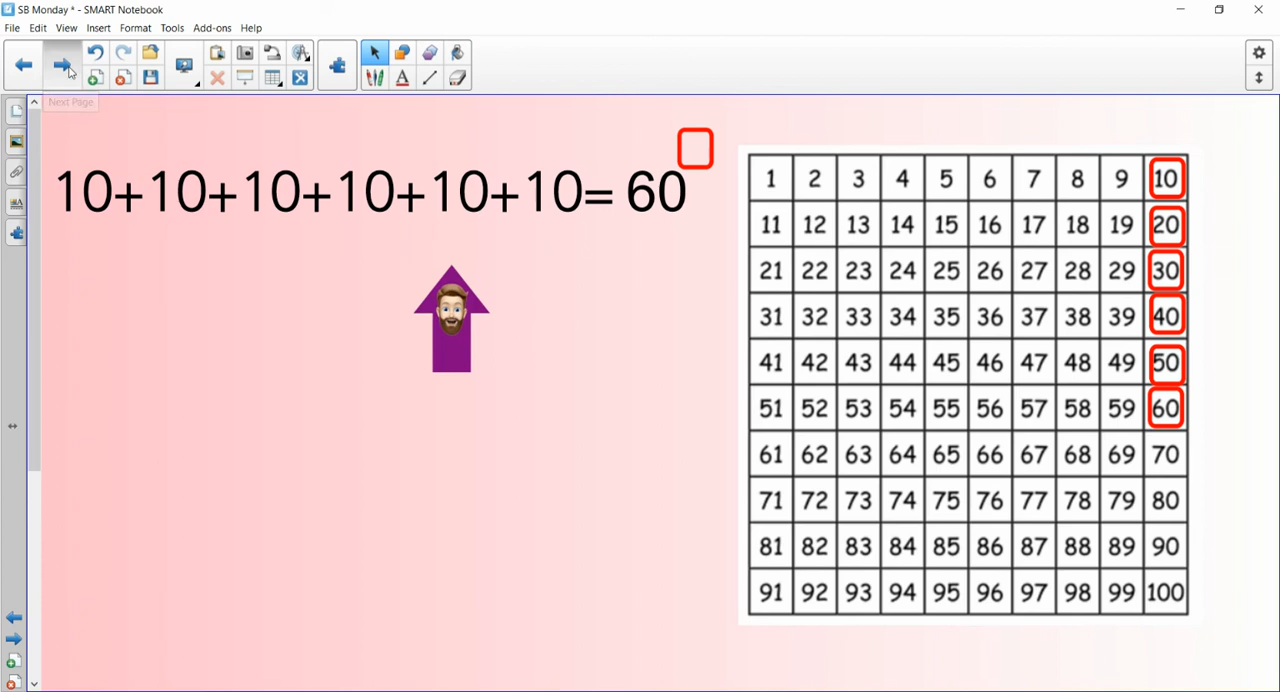 SB Monday * - SMART Notebook
File Edit View Insert Format Tools Add-ons Help
Next Page
10+10+10+10+10+10= 60
1 2 3 4 5 6 7 8 9 10
11 12 13 14 15 16 17 18 19 20
21 22 23 24 25 26 27 28 29 30
31 32 33 34 35 36 37 38 39 40
41 42 43 44 45 46 47 48 49 50
51 52 53 54 55 56 57 58 59 60
61 62 63 64 65 66 67 68 69 70
71 72 73 74 75 76 77 78 79 80
81 82 83 84 85 86 87 88 89 90
91 92 93 94 95 96 97 98 99 100